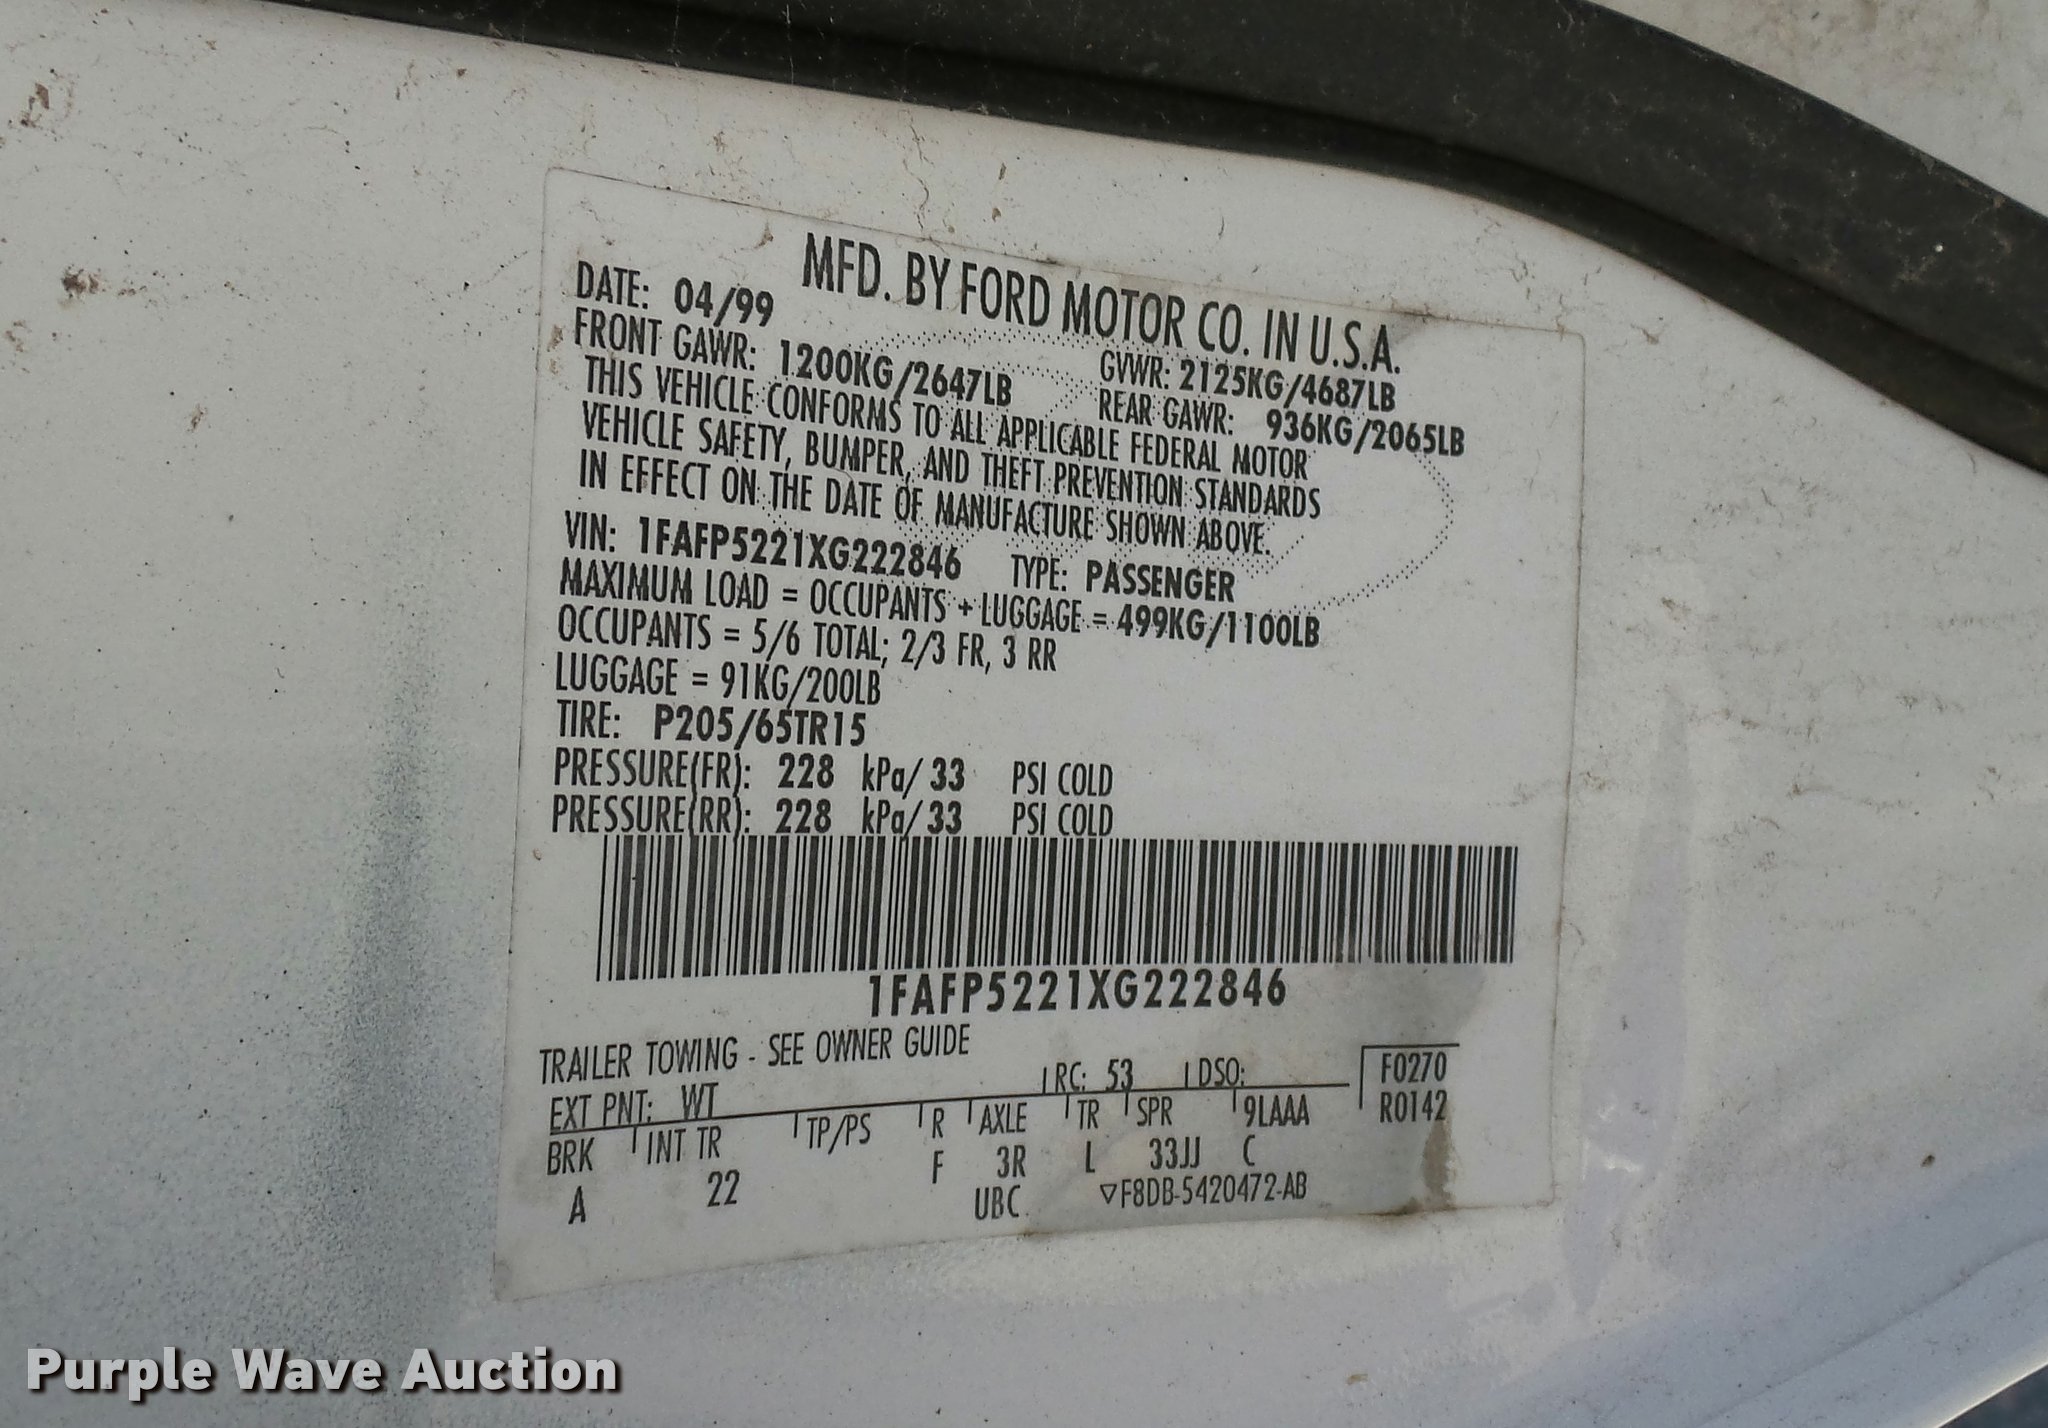 MFD. BY FORD MOTOR CO. IN U.S.A.
DATE: 04/99 GVWR: 2125KG/4687LB
FRONT GAWR: 1200KG/2647LB REAR GAWR: 936KG/2065LB
THIS VEHICLE CONFORMS TO ALL APPLICABLE FEDERAL MOTOR
VEHICLE SAFETY, BUMPER, AND THEFT PREVENTION STANDARDS
IN EFFECT ON THE DATE OF MANUFACTURE SHOWN ABOVE.
VIN: 1FAFP5221XG222846 TYPE: PASSENGER
MAXIMUM LOAD = OCCUPANTS + LUGGAGE = 499KG/1100LB
OCCUPANTS = 5/6 TOTAL; 2/3 FR, 3 RR
LUGGAGE = 91KG/200LB
TIRE: P205/65TR15
PRESSURE(FR): 228 kPa/ 33 PSI COLD
PRESSURE(RR): 228 kPa/ 33 PSI COLD
1FAFP5221XG222846
TRAILER TOWING - SEE OWNER GUIDE
EXT PNT: WT RC: 53 DSO: F0270
BRK INT TR TP/PS R AXLE TR SPR 9LAAA R0142
A 22 F 3R L 33JJ C
UBC ▽F8DB-5420472-AB
Purple Wave Auction